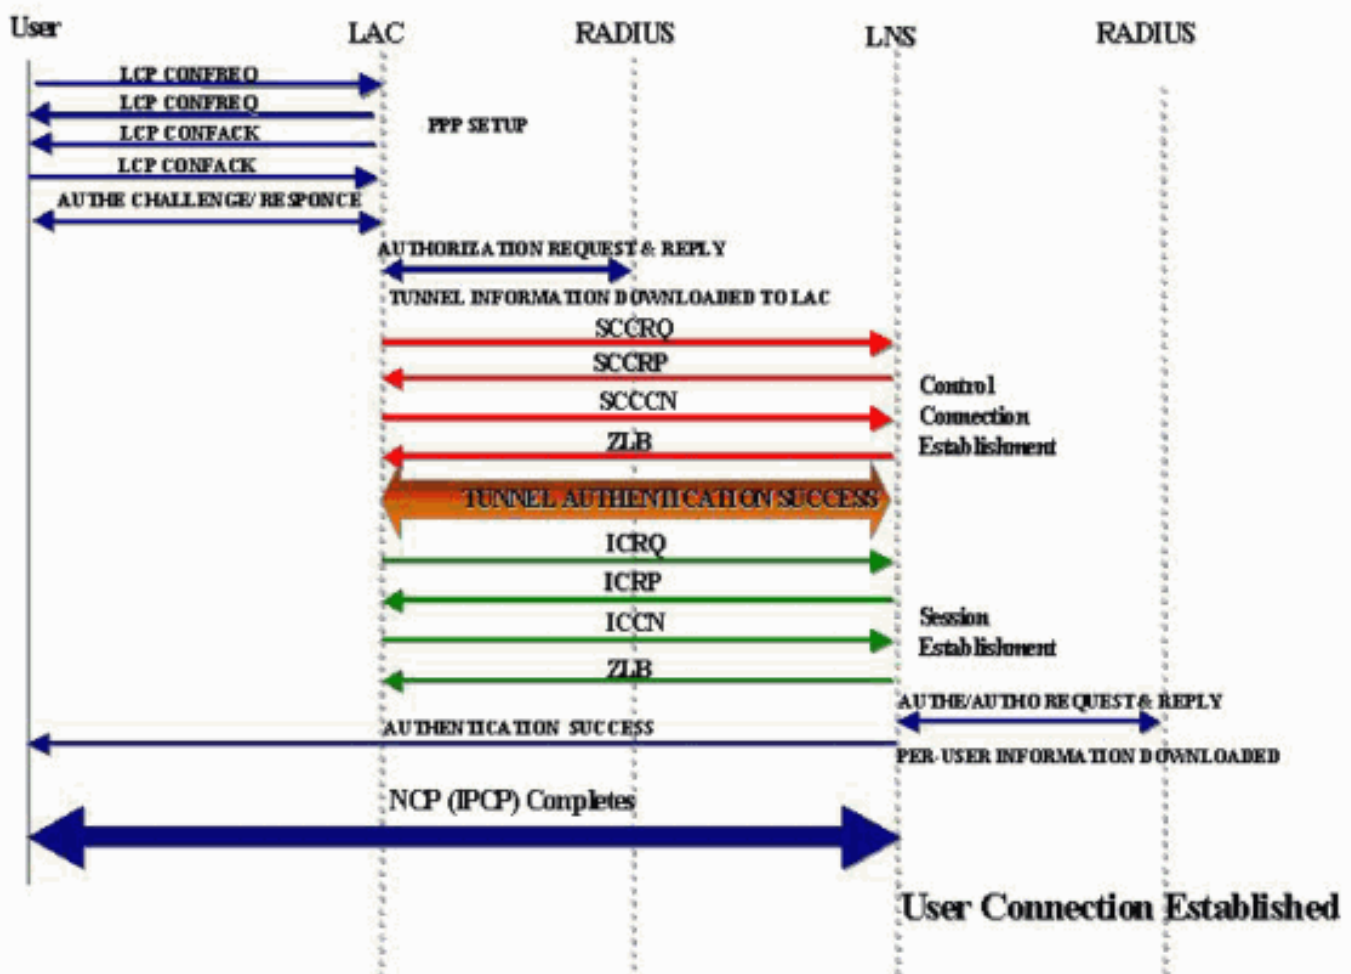 User LAC RADIUS LNS RADIUS
LCP CONFREQ
LCP CONFREQ
PPP SETUP
LCP CONFACK
LCP CONFACK
AUTHE CHALLENGE/ RESPONCE
AUTHORIZATION REQUEST & REPLY
TUNNEL INFORMATION DOWNLOADED TO LAC
SCCRQ
SCCRP
Control
Connection
Establishment
SCCCN
ZLB
TUNNEL AUTHENTICATION SUCCESS
ICRQ
ICRP
ICCN
Session
Establishment
ZLB
AUTHE/AUTHO REQUEST & REPLY
AUTHENTICATION SUCCESS
PER-USER INFORMATION DOWNLOADED
NCP (IPCP) Completes
User Connection Established